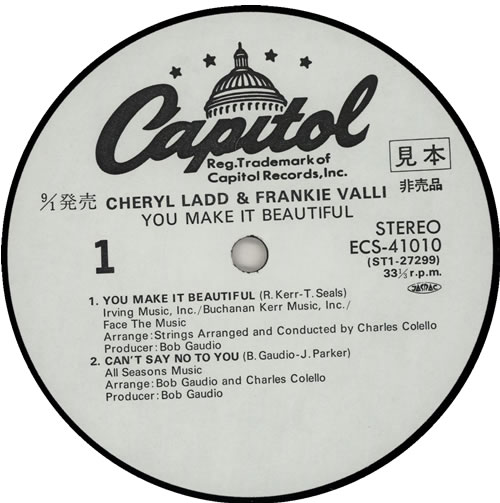 Capitol
Reg.Trademark of
Capitol Records,Inc.
見本
非売品
9/1発売 CHERYL LADD & FRANKIE VALLI
YOU MAKE IT BEAUTIFUL
1
STEREO
ECS-41010
(ST1-27299)
33⅓r.p.m.
JASRAC
1. YOU MAKE IT BEAUTIFUL (R. Kerr-T. Seals)
Irving Music, Inc./Buchanan Kerr Music, Inc./
Face The Music
Arrange:Strings Arranged and Conducted by Charles Colello
Producer:Bob Gaudio
2. CAN'T SAY NO TO YOU (B. Gaudio-J. Parker)
All Seasons Music
Arrange:Bob Gaudio and Charles Colello
Producer:Bob Gaudio